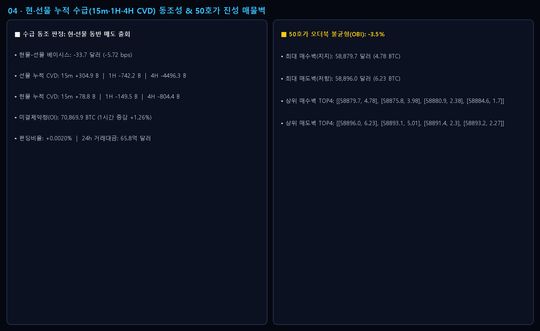 04 · 현·선물 누적 수급(15m·1H·4H CVD) 동조성 & 50호가 진성 매물벽
■ 수급 동조 판정: 현·선물 동반 매도 출회
• 현물-선물 베이시스: -33.7 달러 (-5.72 bps)
• 선물 누적 CVD: 15m +304.9 B | 1H -742.2 B | 4H -4496.3 B
• 현물 누적 CVD: 15m +78.8 B | 1H -149.5 B | 4H -804.4 B
• 미결제약정(OI): 70,869.9 BTC (1시간 증감 +1.26%)
• 펀딩비율: +0.0020% | 24h 거래대금: 65.8억 달러
■ 50호가 오더북 불균형(OBI): -3.5%
• 최대 매수벽(지지): 58,879.7 달러 (4.78 BTC)
• 최대 매도벽(저항): 58,896.0 달러 (6.23 BTC)
• 상위 매수벽 TOP4: [[58879.7, 4.78], [58875.8, 3.98], [58880.9, 2.38], [58884.6, 1.7]]
• 상위 매도벽 TOP4: [[58896.0, 6.23], [58893.1, 5.01], [58891.4, 2.3], [58893.2, 2.27]]